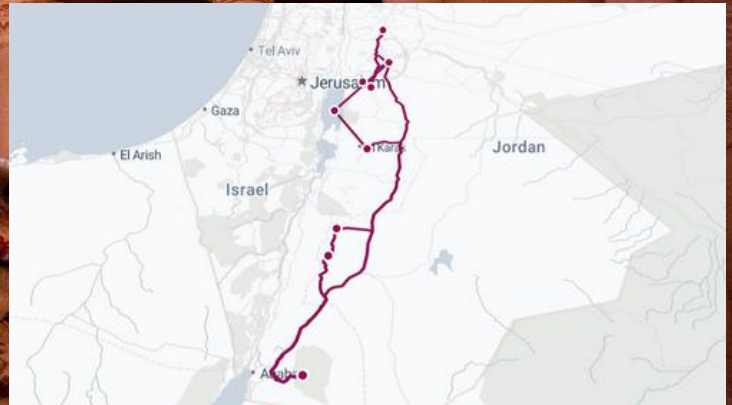 Tel Aviv
Jerusalem
Gaza
El Arish
Karak
Jordan
Israel